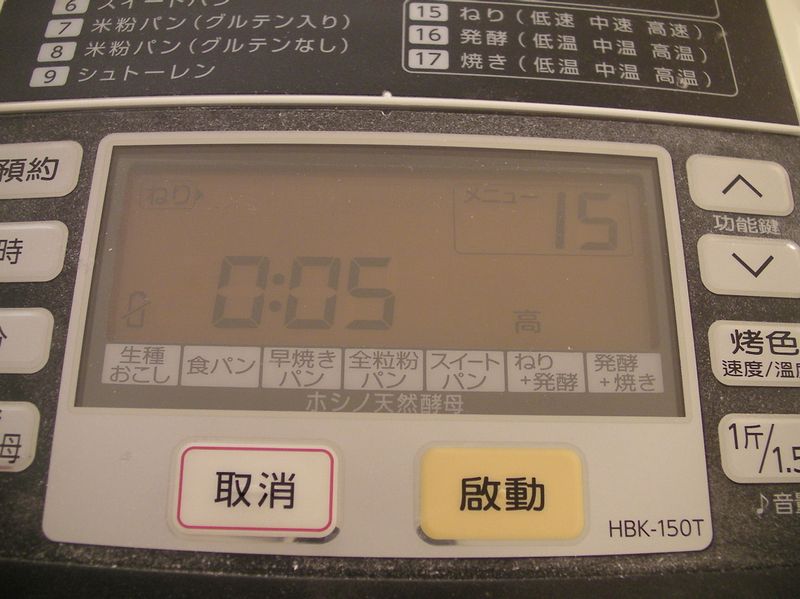 6 スイートパン
7 米粉パン(グルテン入り)
8 米粉パン(グルテンなし)
9 シュトーレン
15 ねり(低速 中速 高速)
16 発酵(低温 中温 高温)
17 焼き(低温 中温 高温)
預約
時
母
ねり
メニュー 15
0:05
高
生種おこし
食パン
早焼きパン
全粒粉パン
スイートパン
ねり+発酵
発酵+焼き
ホシノ天然酵母
取消
啟動
HBK-150T
功能鍵
烤色
速度/溫度
1斤/1.5
♪音量